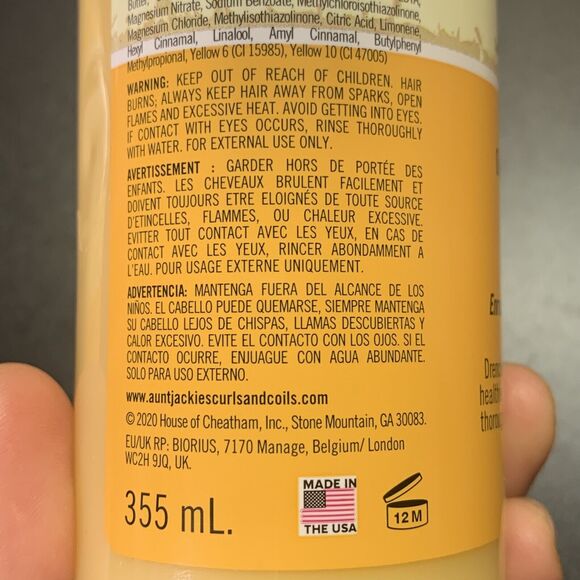 Butter,
Magnesium Nitrate, Sodium Benzoate, Methylchloroisothiazolinone,
Magnesium Chloride, Methylisothiazolinone, Citric Acid, Limonene,
Hexyl Cinnamal, Linalool, Amyl Cinnamal, Butylphenyl
Methylpropional, Yellow 6 (CI 15985), Yellow 10 (CI 47005)
WARNING: KEEP OUT OF REACH OF CHILDREN. HAIR
BURNS; ALWAYS KEEP HAIR AWAY FROM SPARKS, OPEN
FLAMES AND EXCESSIVE HEAT. AVOID GETTING INTO EYES.
IF CONTACT WITH EYES OCCURS, RINSE THOROUGHLY
WITH WATER. FOR EXTERNAL USE ONLY.
AVERTISSEMENT : GARDER HORS DE PORTÉE DES
ENFANTS. LES CHEVEAUX BRULENT FACILEMENT ET
DOIVENT TOUJOURS ETRE ELOIGNÉS DE TOUTE SOURCE
D'ETINCELLES, FLAMMES, OU CHALEUR EXCESSIVE.
EVITER TOUT CONTACT AVEC LES YEUX, EN CAS DE
CONTACT AVEC LES YEUX, RINCER ABONDAMMENT A
L'EAU. POUR USAGE EXTERNE UNIQUEMENT.
ADVERTENCIA: MANTENGA FUERA DEL ALCANCE DE LOS
NIÑOS. EL CABELLO PUEDE QUEMARSE, SIEMPRE MANTENGA
SU CABELLO LEJOS DE CHISPAS, LLAMAS DESCUBIERTAS Y
CALOR EXCESIVO. EVITE EL CONTACTO CON LOS OJOS. SI EL
CONTACTO OCURRE, ENJUAGUE CON AGUA ABUNDANTE.
SOLO PARA USO EXTERNO.
www.auntjackiescurlsandcoils.com
© 2020 House of Cheatham, Inc., Stone Mountain, GA 30083.
EU/UK RP: BIORIUS, 7170 Manage, Belgium/ London
WC2H 9JQ, UK.
355 mL.
MADE IN
THE USA
12 M